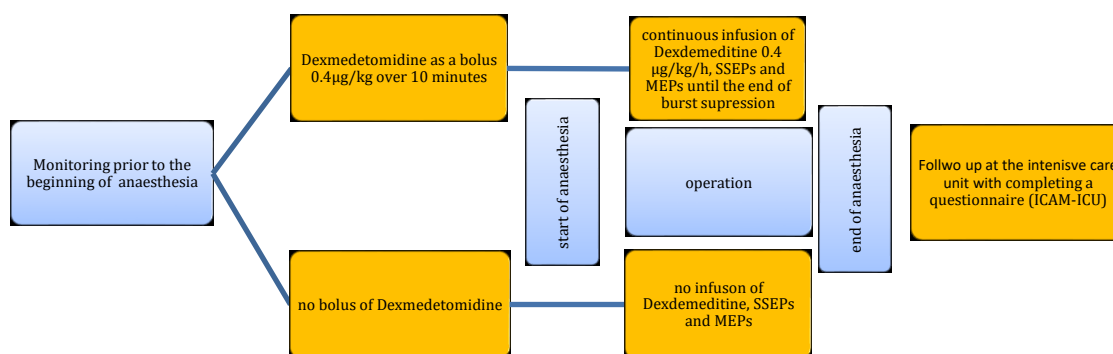 Monitoring prior to the
beginning of anaesthesia
Dexmedetomidine as a bolus
0.4µg/kg over 10 minutes
no bolus of Dexmedetomidine
start of anaesthesia
continuous infusion of
Dexdemeditine 0.4
µg/kg/h, SSEPs and
MEPs until the end of
burst supression
operation
no infuson of
Dexdemeditine, SSEPs
and MEPs
end of anaesthesia
Follwo up at the intenisve care
unit with completing a
questionnaire (ICAM-ICU)